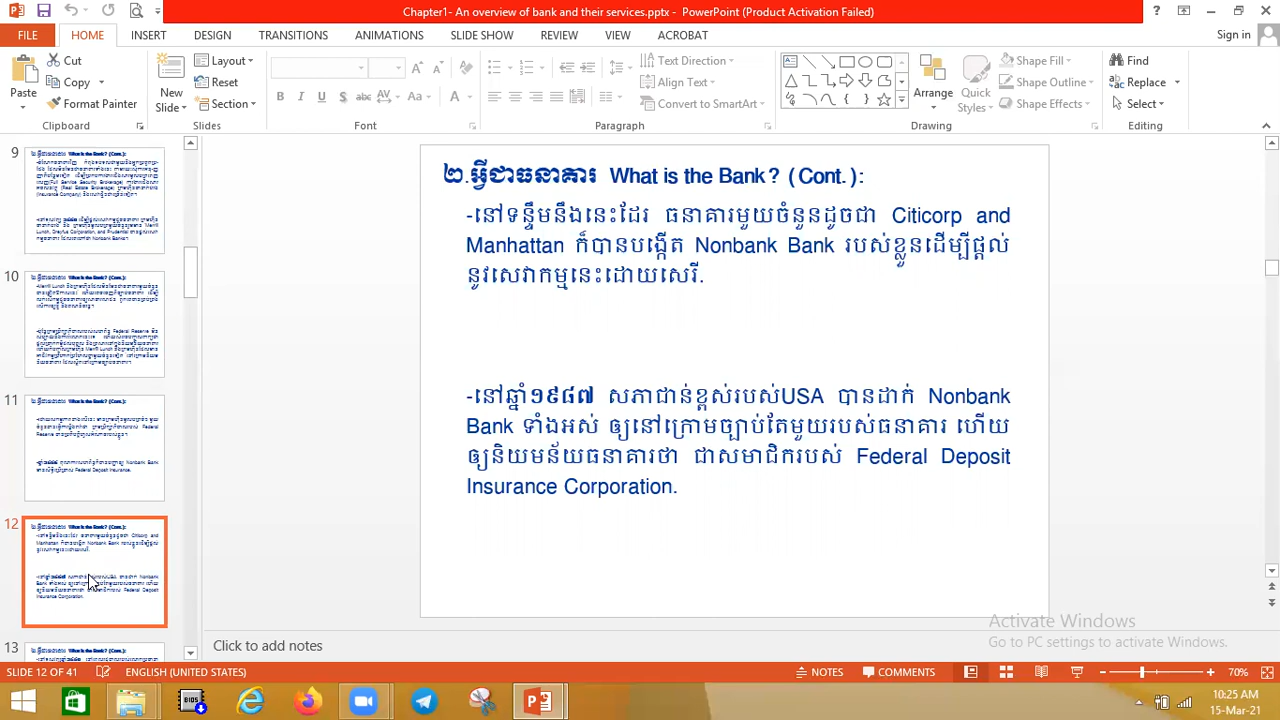 Chapter1- An overview of bank and their services.pptx - PowerPoint (Product Activation Failed)
FILE HOME INSERT DESIGN TRANSITIONS ANIMATIONS SLIDE SHOW REVIEW VIEW ACROBAT Sign in
Paste
Cut
Copy
Format Painter
Clipboard
New Slide
Layout
Reset
Section
Slides
Font
Text Direction
Align Text
Convert to SmartArt
Paragraph
Arrange
Quick Styles
Shape Fill
Shape Outline
Shape Effects
Drawing
Find
Replace
Select
Editing
9
10
11
12
13
២.អ្វីជាធនាគារ What is the Bank? (Cont.):
-នៅទន្ទឹមនឹងនេះដែរ ធនាគារមួយចំនួនដូចជា Citicorp and
Manhattan ក៏បានបង្កើត Nonbank Bank របស់ខ្លួនដើម្បីផ្តល់
នូវសេវាកម្មនេះដោយសេរី.
-នៅឆ្នាំ១៩៨៧ សភាជាន់ខ្ពស់របស់USA បានដាក់ Nonbank
Bank ទាំងអស់ ឲ្យនៅក្រោមច្បាប់តែមួយរបស់ធនាគារ ហើយ
ឲ្យនិយមន័យធនាគារថា ជាសមាជិករបស់ Federal Deposit
Insurance Corporation.
Click to add notes
Activate Windows
Go to PC settings to activate Windows.
SLIDE 12 OF 41 ENGLISH (UNITED STATES) NOTES COMMENTS 70%
BIOS
10:25 AM
15-Mar-21